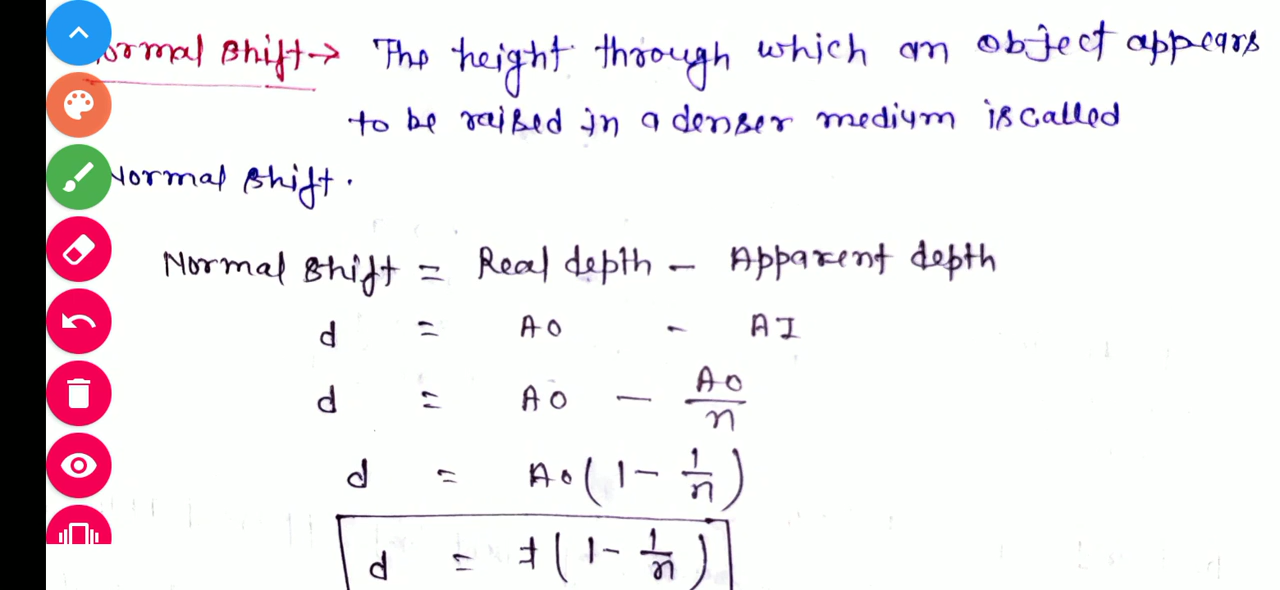 ormal Shift→ The height through which an object appears
to be raised in a denser medium is called
Normal Shift.
Normal Shift = Real depth - Apparent depth
d = AO - AI
d = AO - AO/n
d = AO(1 - 1/n)
d = t(1 - 1/n)